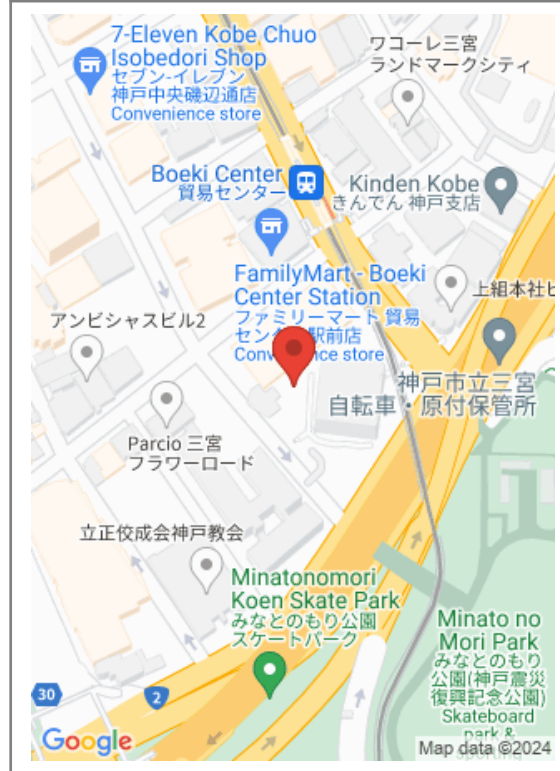 7-Eleven Kobe Chuo
Isobedori Shop
セブン-イレブン
神戸中央磯辺通店
Convenience store
ワコーレ三宮
ランドマークシティ
Boeki Center
貿易センター
Kinden Kobe
きんでん 神戸支店
FamilyMart - Boeki
Center Station
ファミリーマート 貿易
セン 駅前店
Conv ence store
上組本社ビ
アンビシャスビル2
神戸市立三宮
自転車・原付保管所
Parcio 三宮
フラワーロード
立正佼成会神戸教会
Minatonomori
Koen Skate Park
みなとのもり公園
スケートパーク
Minato no
Mori Park
みなとのもり
公園(神戸震災
復興記念公園)
Skateboard
park &
30
2
Google
Map data ©2024